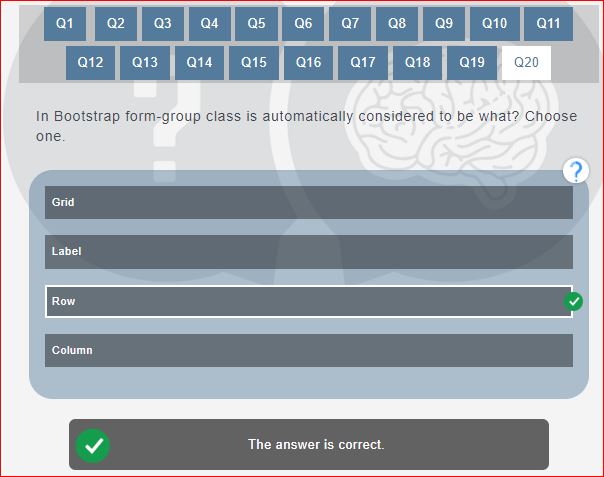 Q1 Q2 Q3 Q4 Q5 Q6 Q7 Q8 Q9 Q10 Q11
Q12 Q13 Q14 Q15 Q16 Q17 Q18 Q19 Q20
In Bootstrap form-group class is automatically considered to be what? Choose
one.
?
Grid
Label
Row
Column
The answer is correct.